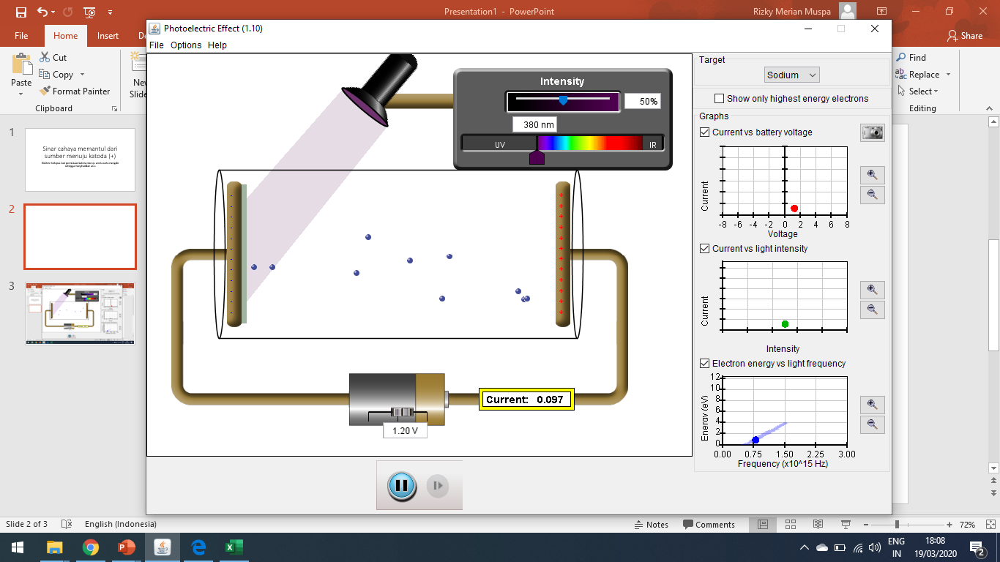 Presentation1 - PowerPoint
Rizky Merian Muspa
File
Home
Insert
Share
Paste
Cut
Copy
Format Painter
Clipboard
New
Find
Replace
Select
Editing
1
Sinar cahaya memantul dari
sumber menuju katoda (+)
2
3
Photoelectric Effect (1.10)
File Options Help
Intensity
50%
380 nm
UV
IR
Current: 0.097
1.20 V
Target
Sodium
Show only highest energy electrons
Graphs
Current vs battery voltage
Current
-8 -6 -4 -2 0 2 4 6 8
Voltage
Current vs light intensity
Current
Intensity
Electron energy vs light frequency
Energy (eV)
12
10
8
6
4
2
0
0.00 0.75 1.50 2.25 3.00
Frequency (x10^15 Hz)
Slide 2 of 3
English (Indonesia)
Notes
Comments
72%
ENG
IN
18:08
19/03/2020
2